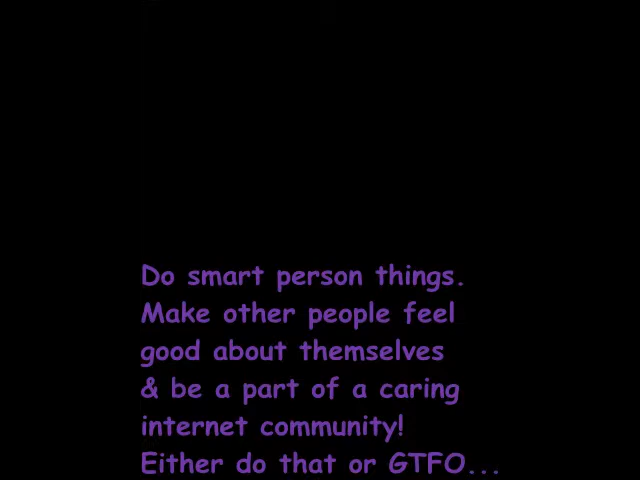 Do smart person things.
Make other people feel
good about themselves
& be a part of a caring
internet community!
Either do that or GTFO...